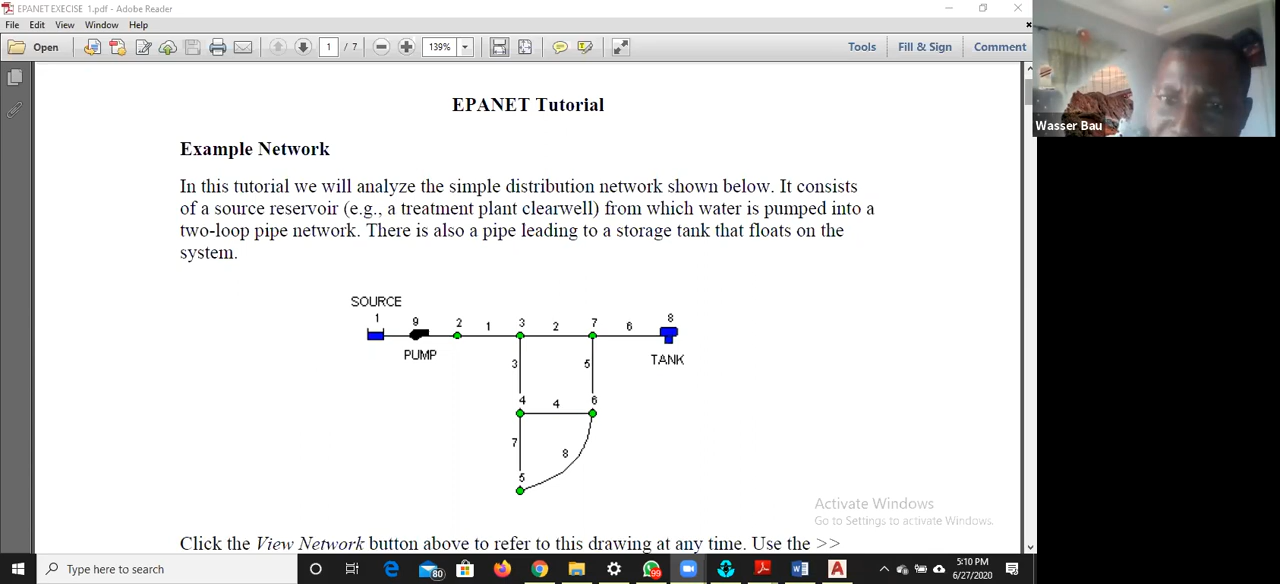 EPANET EXECISE 1.pdf - Adobe Reader
File Edit View Window Help
Open 1 / 7 139% Tools Fill & Sign Comment
Wasser Bau
EPANET Tutorial
Example Network
In this tutorial we will analyze the simple distribution network shown below. It consists
of a source reservoir (e.g., a treatment plant clearwell) from which water is pumped into a
two-loop pipe network. There is also a pipe leading to a storage tank that floats on the
system.
SOURCE
1 9 2 1 3 2 7 6 8
PUMP TANK
3 5
4 4 6
7 8
5
Activate Windows
Go to Settings to activate Windows.
Click the View Network button above to refer to this drawing at any time. Use the >>
Type here to search
80
99
5:10 PM
6/27/2020